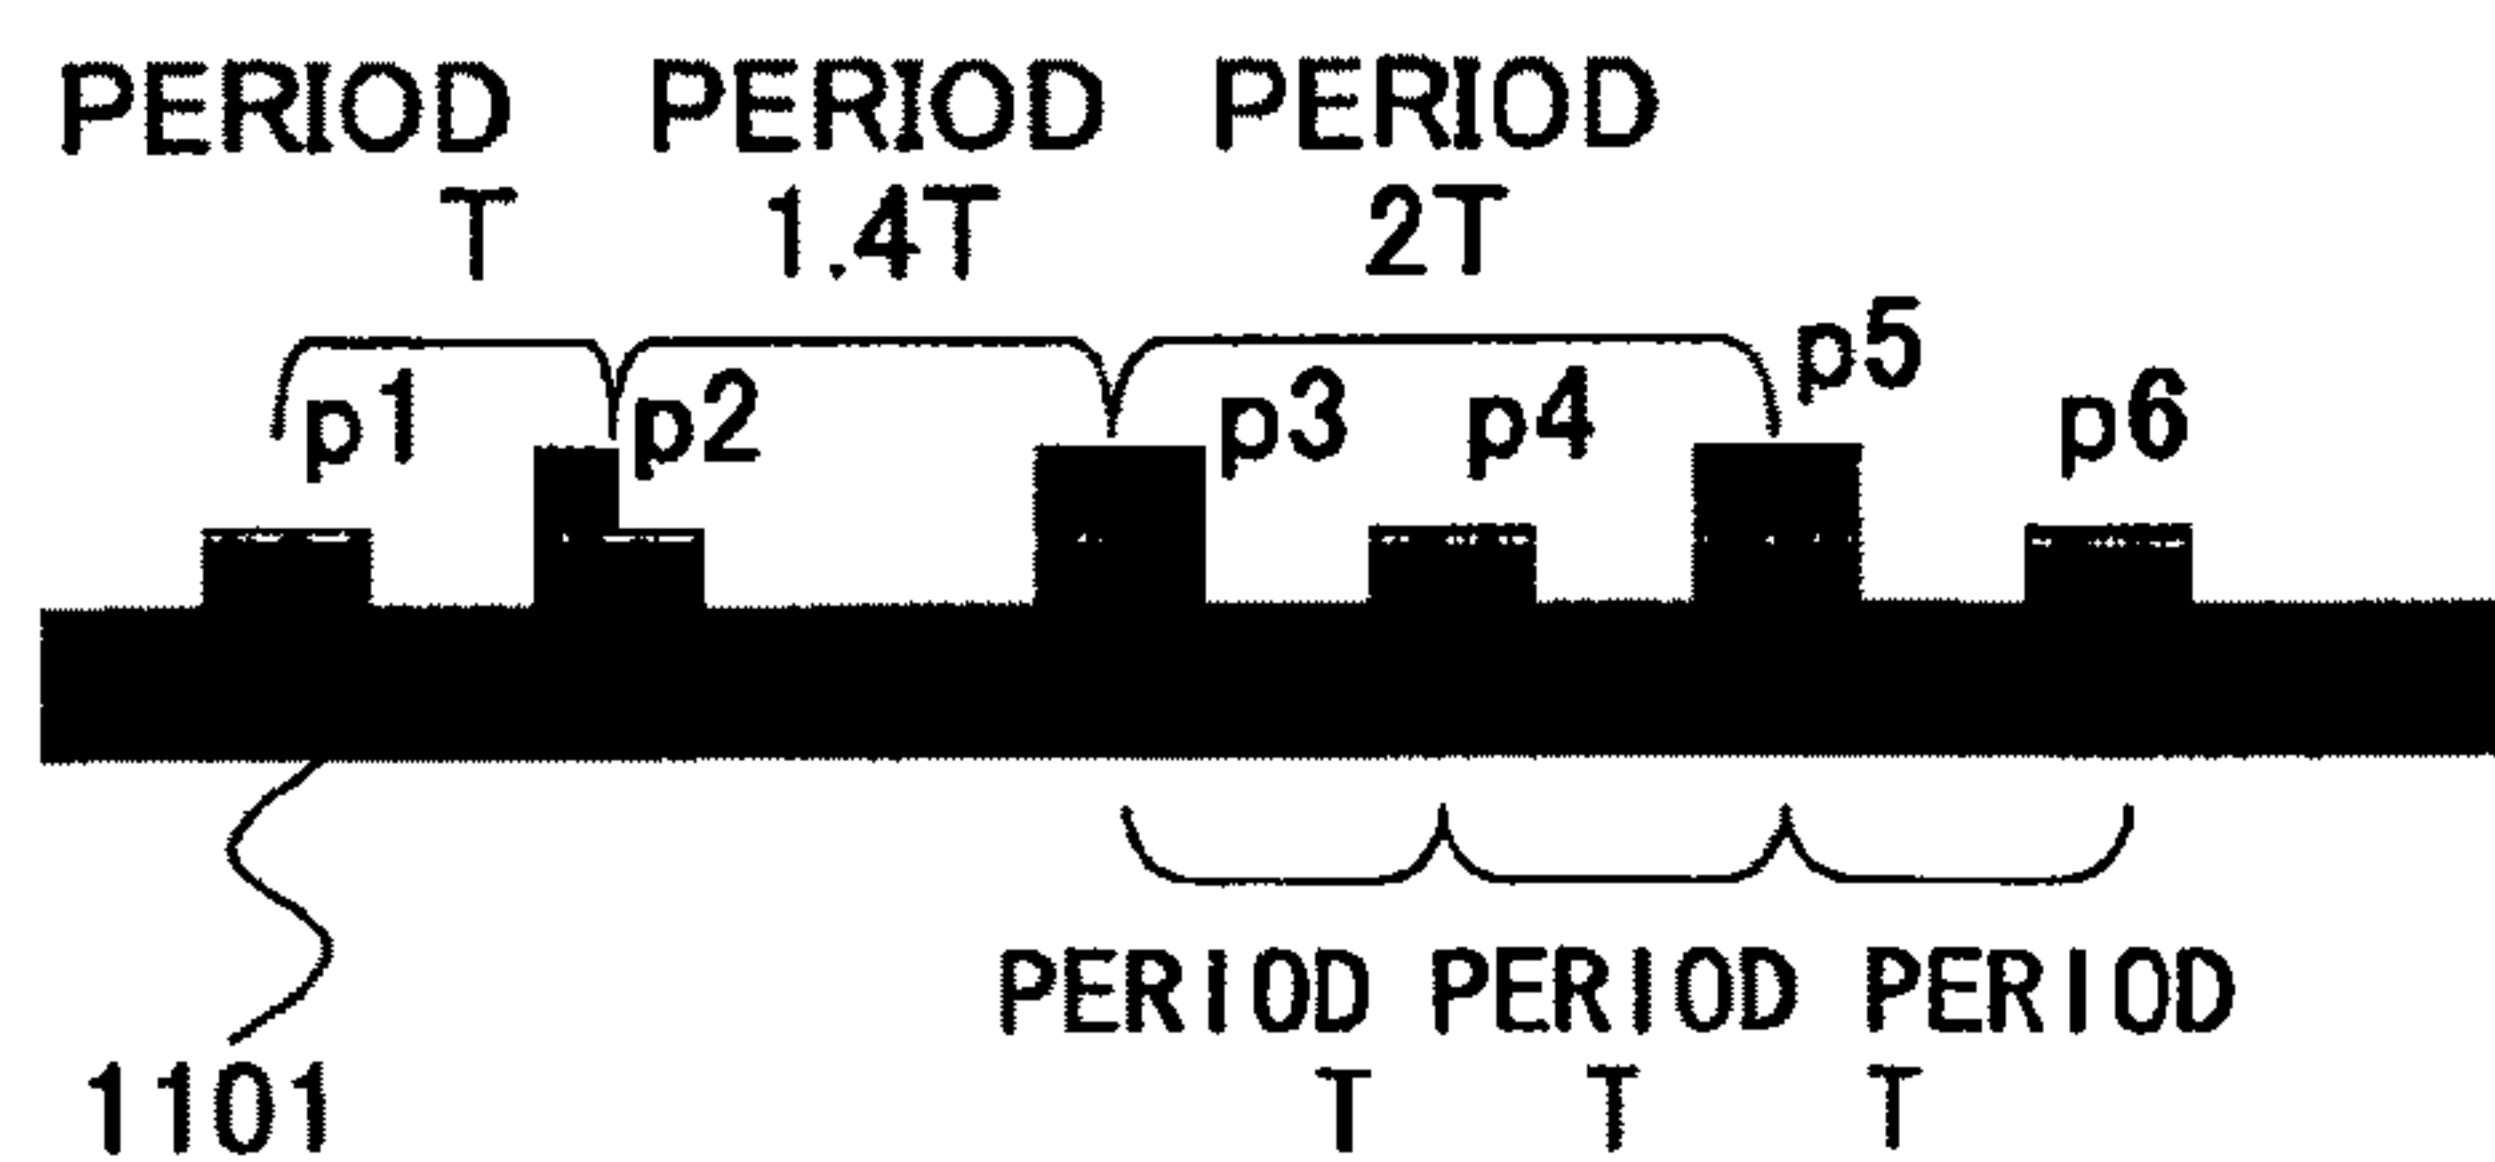 PERIOD PERIOD PERIOD
T 1.4T 2T
p5
p1 p2 p3 p4 p6
PERIOD PERIOD PERIOD
T T T
1101